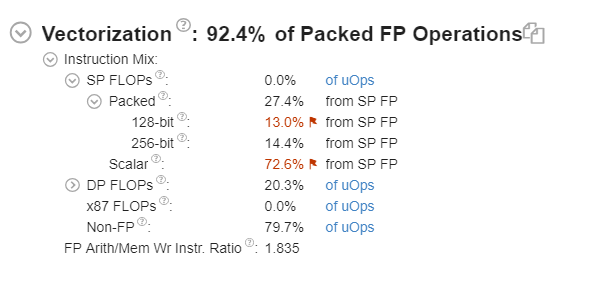 Vectorization ?: 92.4% of Packed FP Operations
Instruction Mix:
SP FLOPs ?: 0.0% of uOps
Packed ?: 27.4% from SP FP
128-bit ?: 13.0% from SP FP
256-bit ?: 14.4% from SP FP
Scalar ?: 72.6% from SP FP
DP FLOPs ?: 20.3% of uOps
x87 FLOPs ?: 0.0% of uOps
Non-FP ?: 79.7% of uOps
FP Arith/Mem Wr Instr. Ratio ?: 1.835